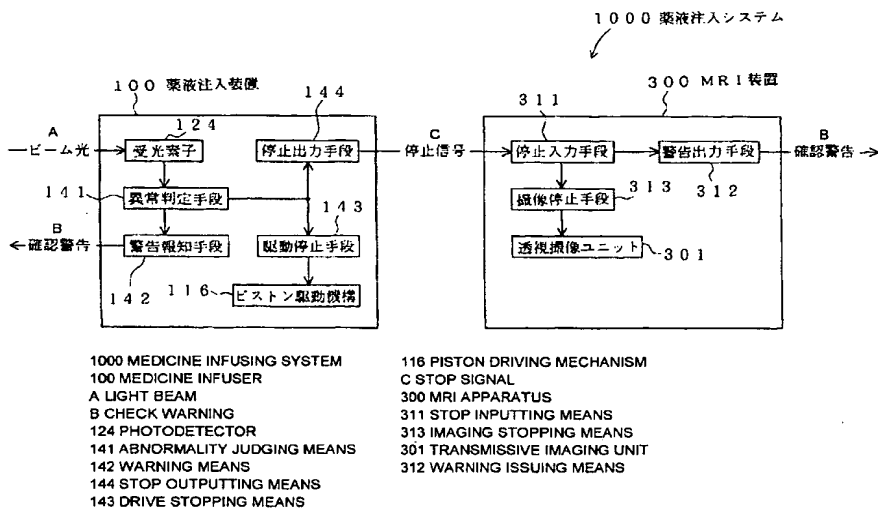 1000 薬液注入システム
100 薬液注入装置
144
311
300 MRI装置
A
ビーム光
124
受光素子
停止出力手段
C
停止信号
停止入力手段
警告出力手段
B
確認警告
141
異常判定手段
143
撮像停止手段
313
312
B
確認警告
警告報知手段
駆動停止手段
透視撮像ユニット
301
142
116
ピストン駆動機構
1000 MEDICINE INFUSING SYSTEM
100 MEDICINE INFUSER
A LIGHT BEAM
B CHECK WARNING
124 PHOTODETECTOR
141 ABNORMALITY JUDGING MEANS
142 WARNING MEANS
144 STOP OUTPUTTING MEANS
143 DRIVE STOPPING MEANS
116 PISTON DRIVING MECHANISM
C STOP SIGNAL
300 MRI APPARATUS
311 STOP INPUTTING MEANS
313 IMAGING STOPPING MEANS
301 TRANSMISSIVE IMAGING UNIT
312 WARNING ISSUING MEANS